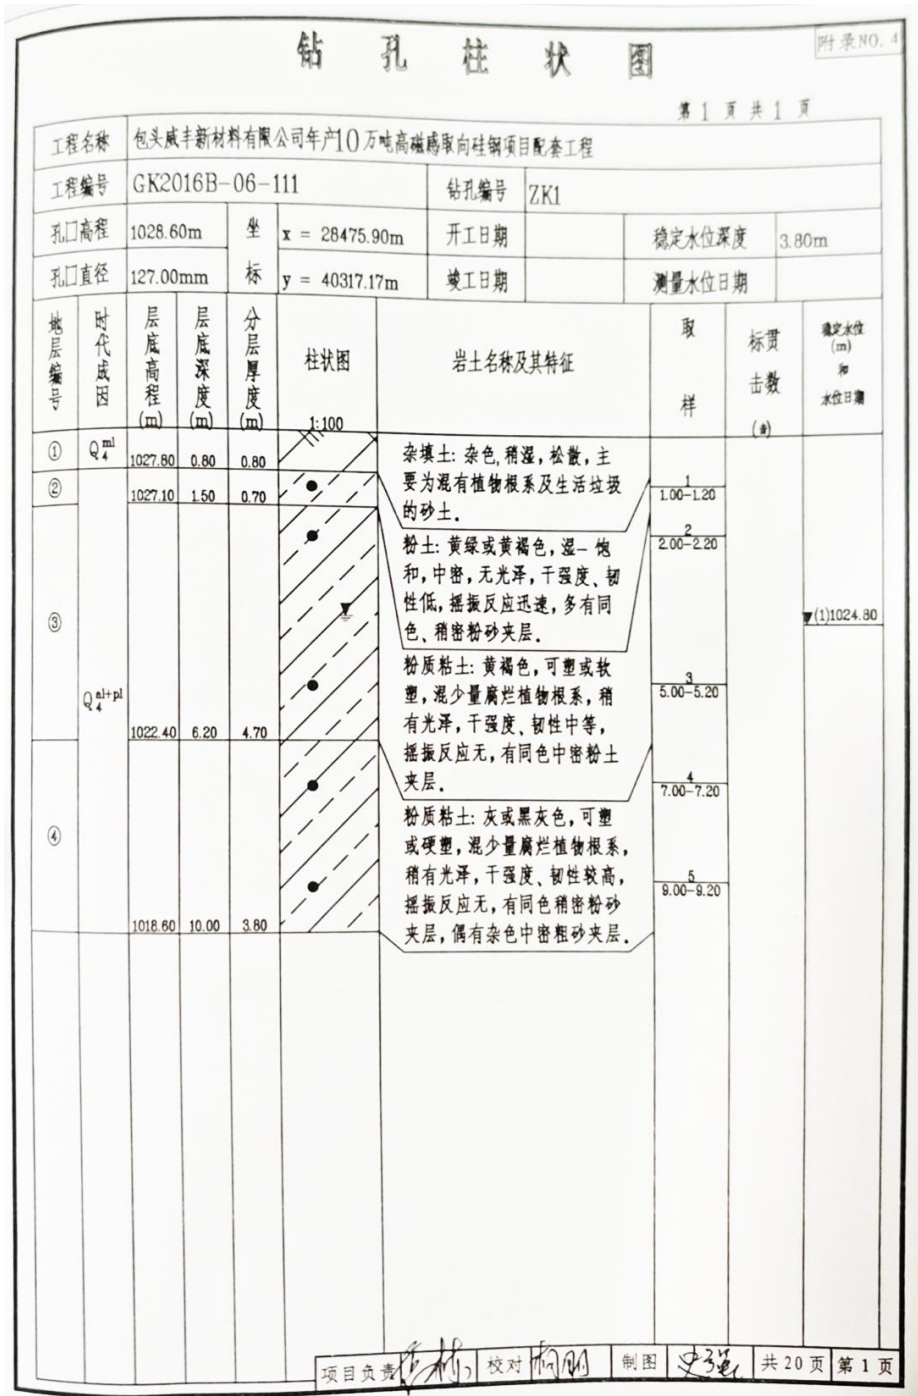 附录NO. 4
钻孔柱状图
第 1 页 共 1 页
工程名称 包头威丰新材料有限公司年产10万吨高磁感取向硅钢项目配套工程
工程编号 GK2016B-06-111 钻孔编号 ZK1
孔口高程 1028.60m 坐 x = 28475.90m 开工日期 稳定水位深度 3.80m
孔口直径 127.00mm 标 y = 40317.17m 竣工日期 测量水位日期
地层编号 时代成因 层底高程(m) 层底深度(m) 分层厚度(m) 柱状图 1:100 岩土名称及其特征 取样 标贯击数(击) 稳定水位(m)和水位日期
① Q4ml 1027.80 0.80 0.80
② 1027.10 1.50 0.70
③ 1022.40 6.20 4.70
Q4al+pl
④ 1018.60 10.00 3.80
杂填土: 杂色, 稍湿, 松散, 主
要为混有植物根系及生活垃圾
的砂土.
粉土: 黄绿或黄褐色, 湿-饱
和, 中密, 无光泽, 干强度、韧
性低, 摇振反应迅速, 多有同
色、稍密粉砂夹层.
粉质粘土: 黄褐色, 可塑或软
塑, 混少量腐烂植物根系, 稍
有光泽, 干强度、韧性中等,
摇振反应无, 有同色中密粉土
夹层.
粉质粘土: 灰或黑灰色, 可塑
或硬塑, 混少量腐烂植物根系,
稍有光泽, 干强度、韧性较高,
摇振反应无, 有同色稍密粉砂
夹层, 偶有杂色中密粗砂夹层.
1
1.00-1.20
2
2.00-2.20
3
5.00-5.20
4
7.00-7.20
5
9.00-9.20
(1)1024.80
项目负责 校对 制图 共 20 页 第 1 页